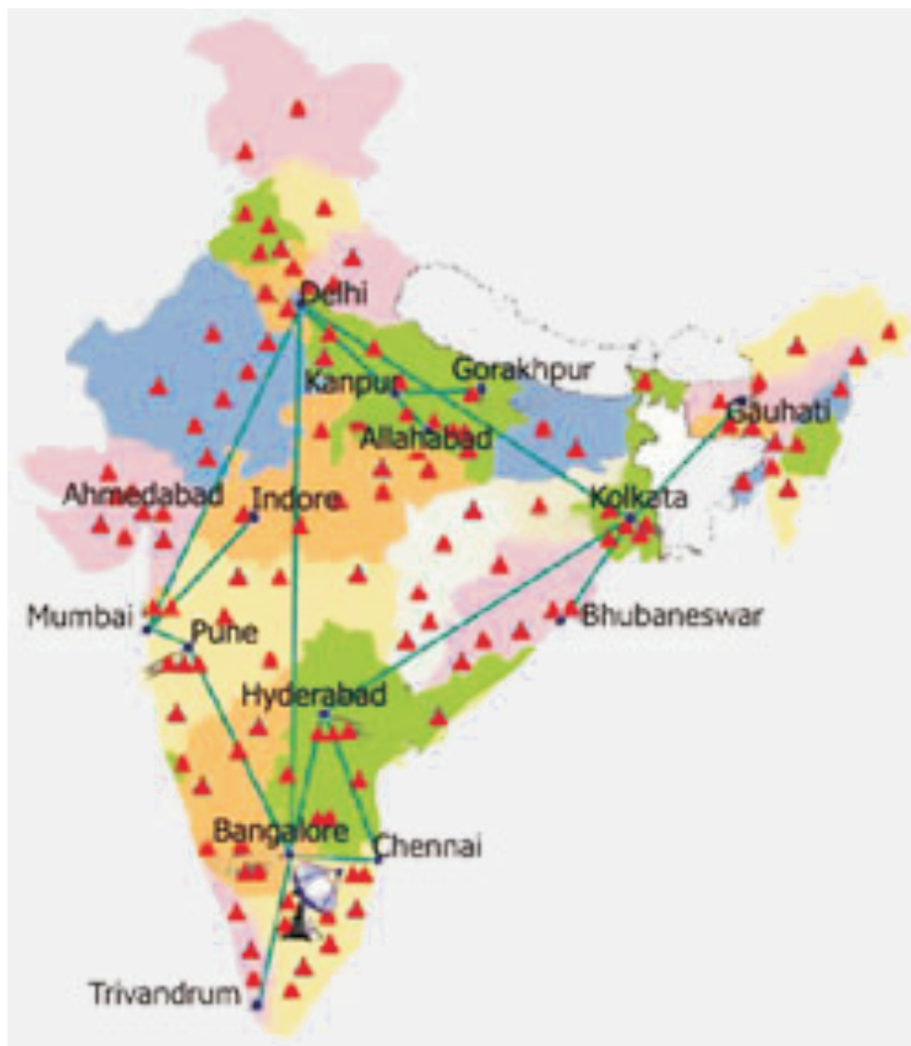 Delhi
Kanpur
Gorakhpur
Gauhati
Allahabad
Ahmedabad
Indore
Kolkata
Mumbai
Pune
Bhubaneswar
Hyderabad
Bangalore
Chennai
Trivandrum